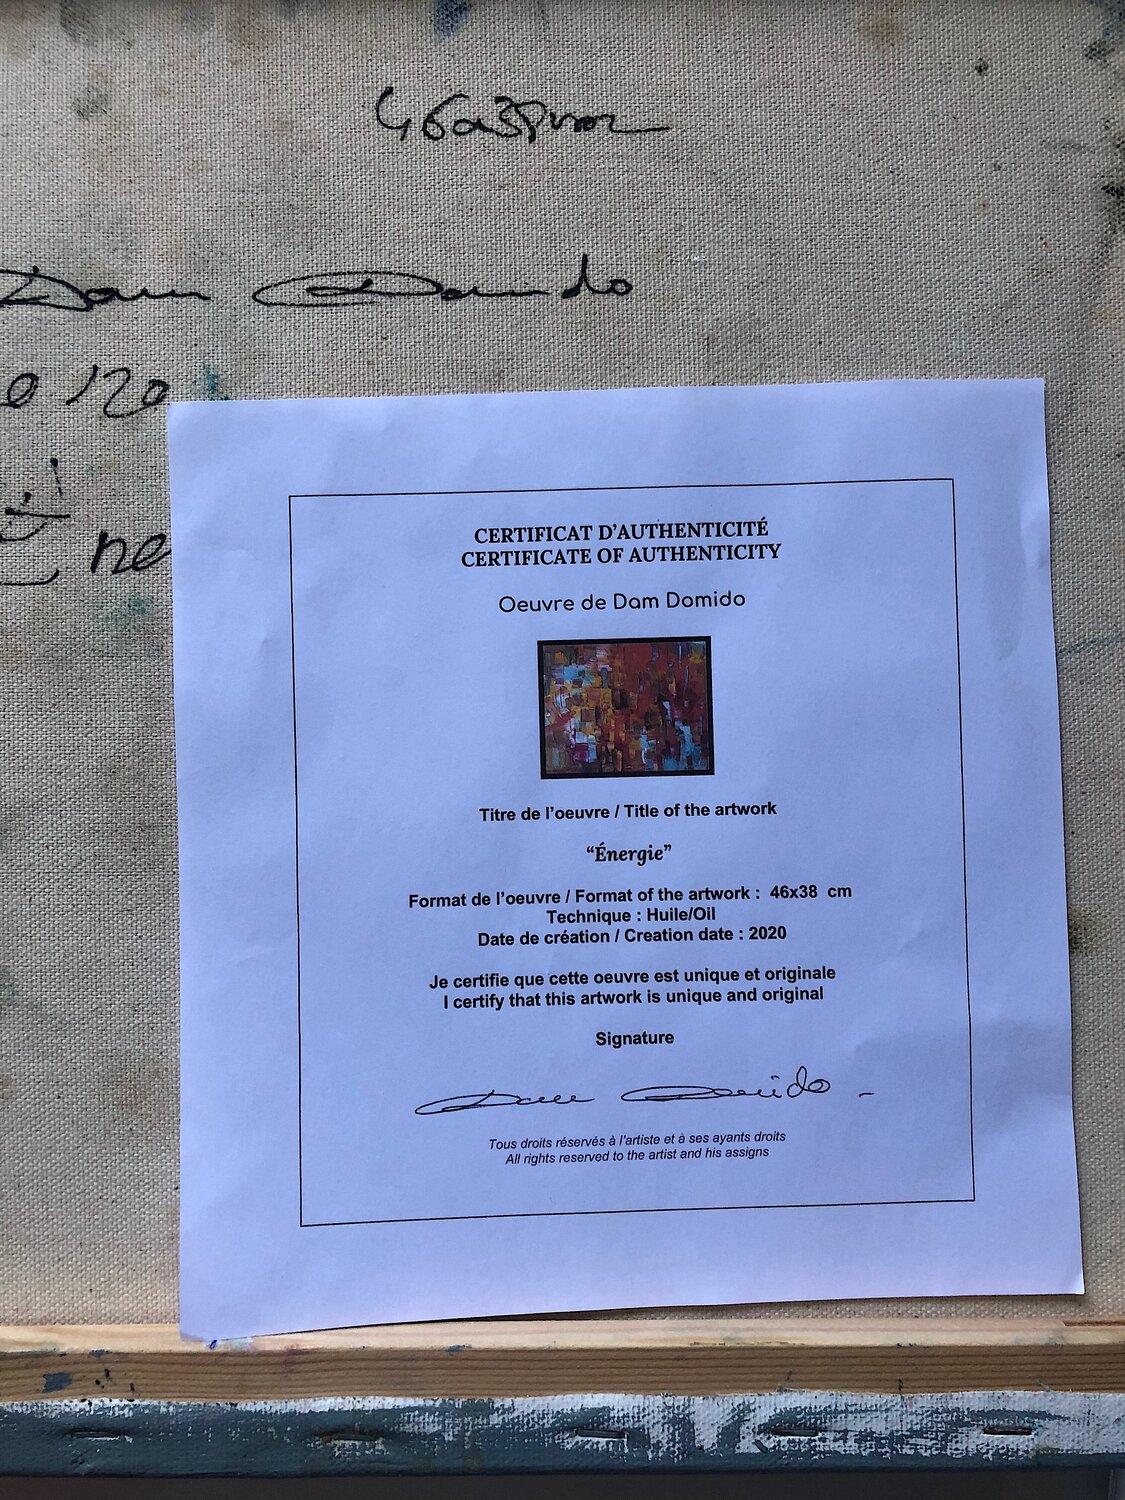 Dam Domido
ne
CERTIFICAT D'AUTHENTICITÉ
CERTIFICATE OF AUTHENTICITY
Oeuvre de Dam Domido
Titre de l'oeuvre / Title of the artwork
“Énergie”
Format de l'oeuvre / Format of the artwork : 46x38 cm
Technique : Huile/Oil
Date de création / Creation date : 2020
Je certifie que cette oeuvre est unique et originale
I certify that this artwork is unique and original
Signature
Dam Domido
Tous droits réservés à l'artiste et à ses ayants droits
All rights reserved to the artist and his assigns